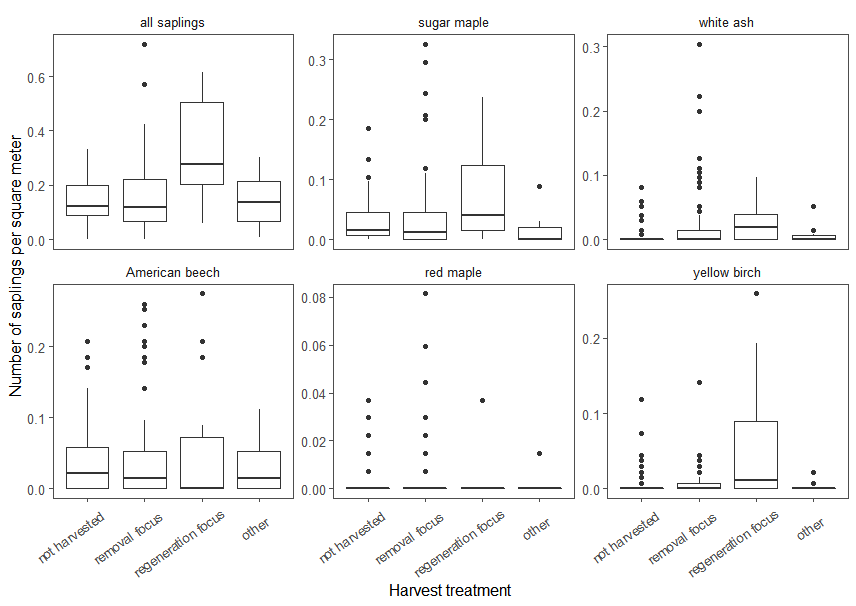 all saplings
sugar maple
white ash
0.6
0.4
0.2
0.0
0.3
0.2
0.1
0.0
0.3
0.2
0.1
0.0
American beech
red maple
yellow birch
0.2
0.1
0.0
0.08
0.06
0.04
0.02
0.00
0.2
0.1
0.0
not harvested
removal focus
regeneration focus
other
not harvested
removal focus
regeneration focus
other
not harvested
removal focus
regeneration focus
other
Number of saplings per square meter
Harvest treatment